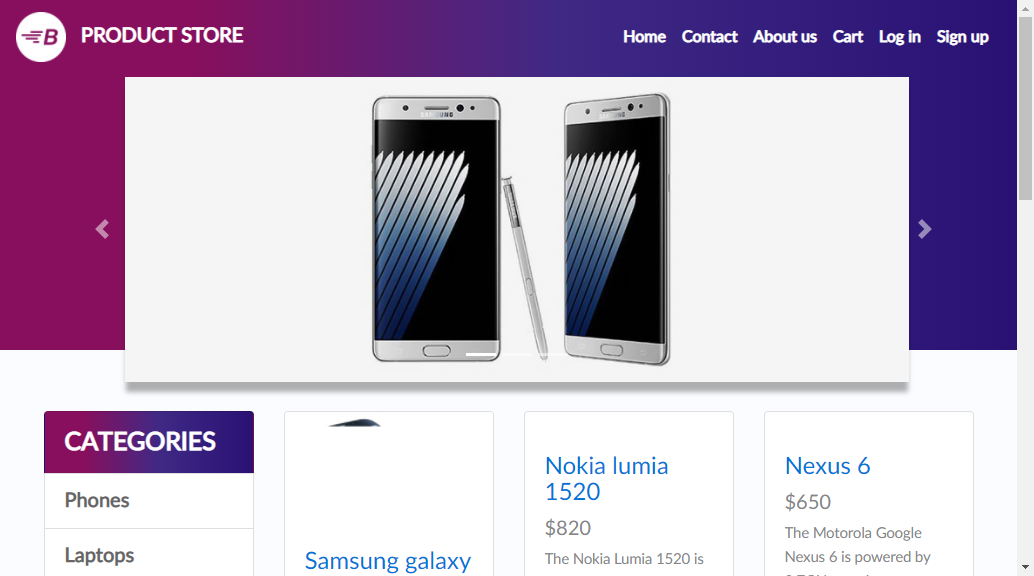 B
PRODUCT STORE
Home Contact About us Cart Log in Sign up
SAMSUNG
SAMSUNG
CATEGORIES
Phones
Laptops
Samsung galaxy
Nokia lumia
1520
$820
The Nokia Lumia 1520 is
Nexus 6
$650
The Motorola Google
Nexus 6 is powered by